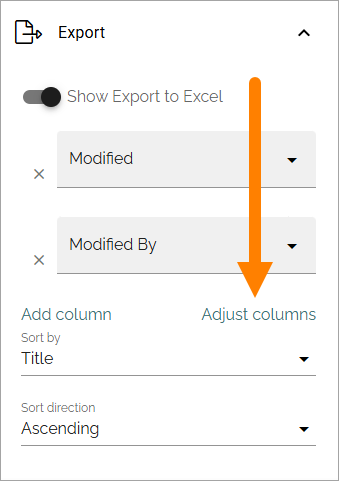 Export
Show Export to Excel
Modified
Modified By
Add column Adjust columns
Sort by
Title
Sort direction
Ascending